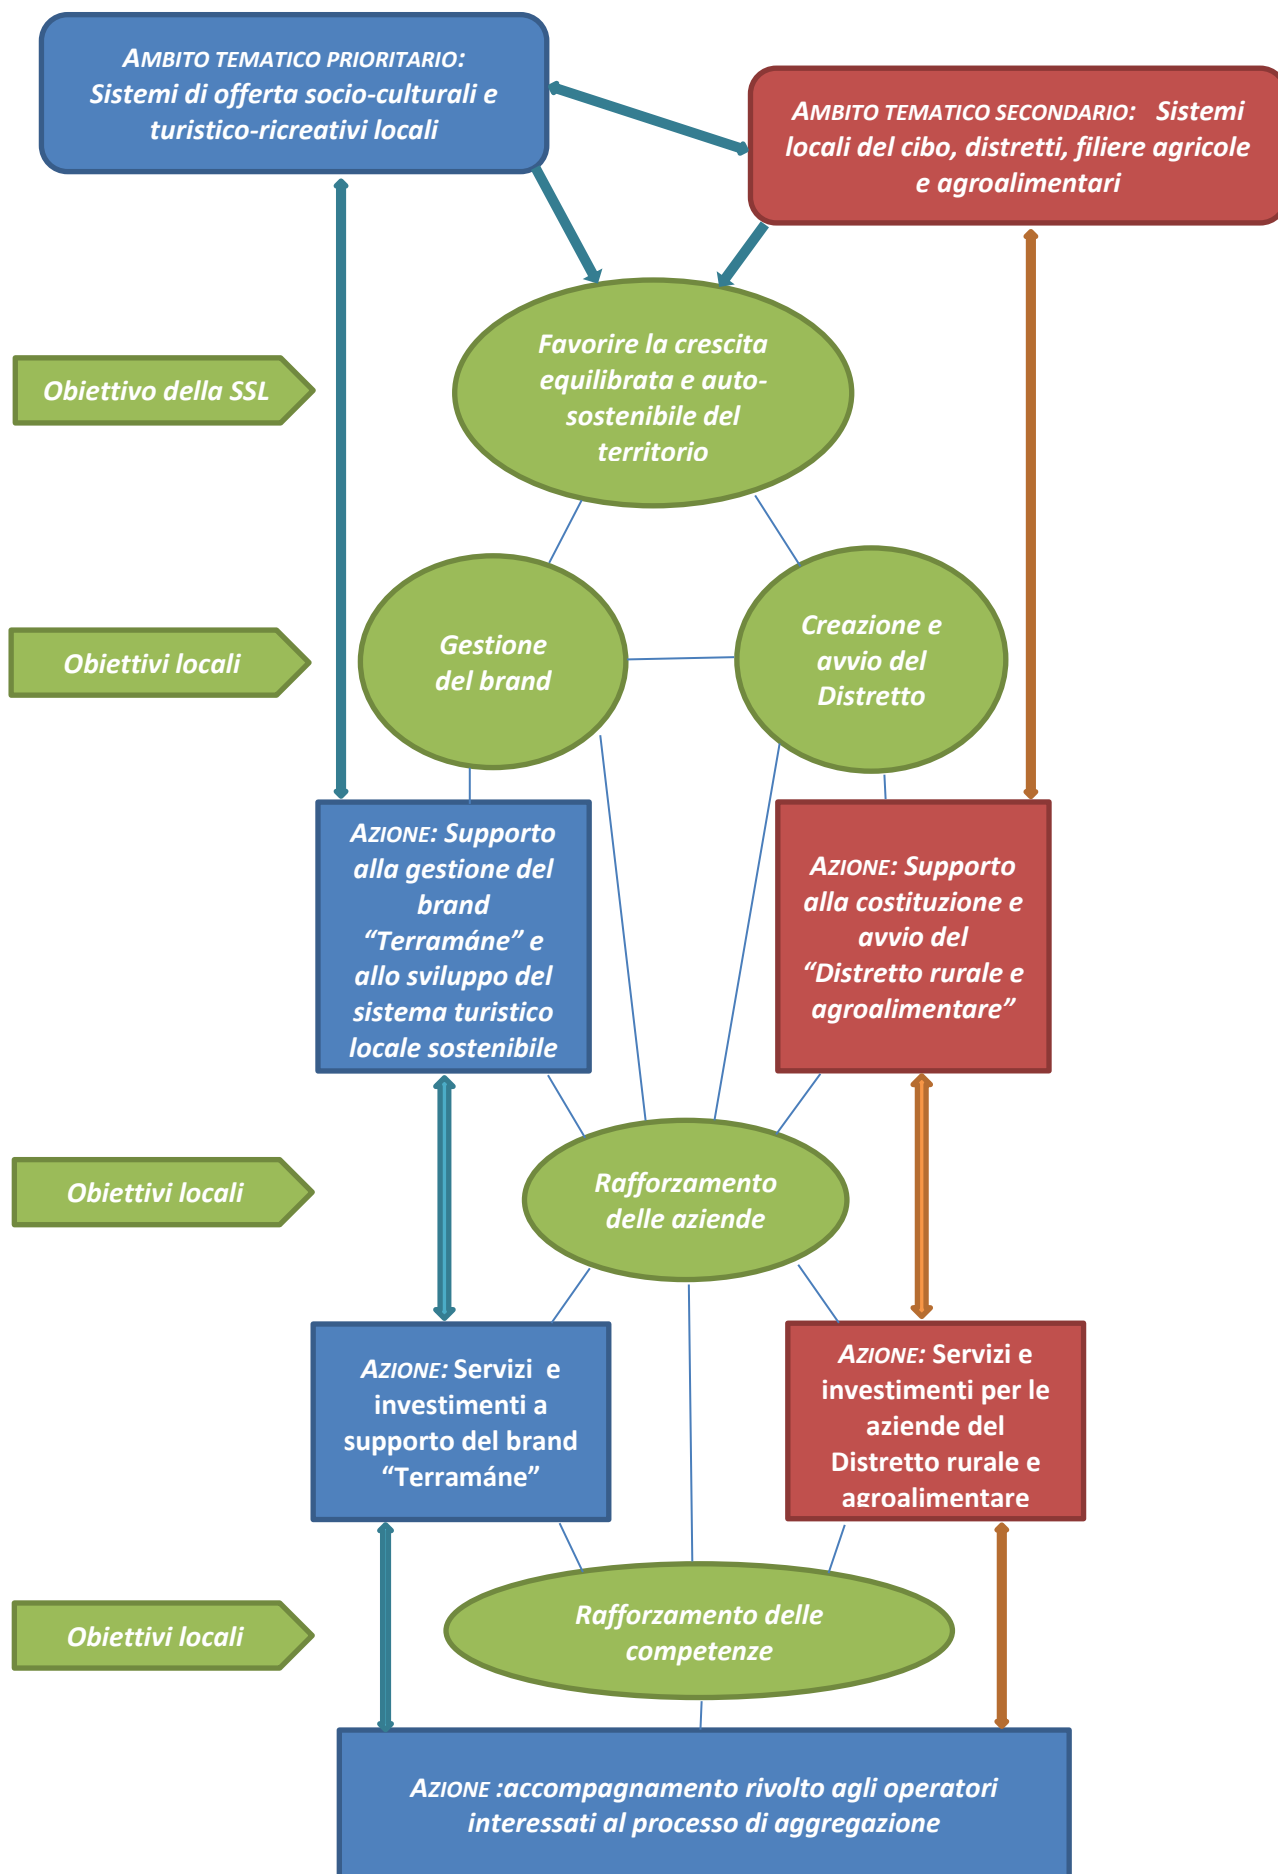 AMBITO TEMATICO PRIORITARIO:
Sistemi di offerta socio-culturali e
turistico-ricreativi locali
AMBITO TEMATICO SECONDARIO: Sistemi
locali del cibo, distretti, filiere agricole
e agroalimentari
Favorire la crescita
equilibrata e auto-
sostenibile del
territorio
Obiettivo della SSL
Gestione
del brand
Creazione e
avvio del
Distretto
Obiettivi locali
AZIONE: Supporto
alla gestione del
brand
“Terramáne” e
allo sviluppo del
sistema turistico
locale sostenibile
AZIONE: Supporto
alla costituzione e
avvio del
“Distretto rurale e
agroalimentare”
Obiettivi locali
Rafforzamento
delle aziende
AZIONE: Servizi e
investimenti a
supporto del brand
“Terramáne”
AZIONE: Servizi e
investimenti per le
aziende del
Distretto rurale e
agroalimentare
Obiettivi locali
Rafforzamento delle
competenze
AZIONE :accompagnamento rivolto agli operatori
interessati al processo di aggregazione